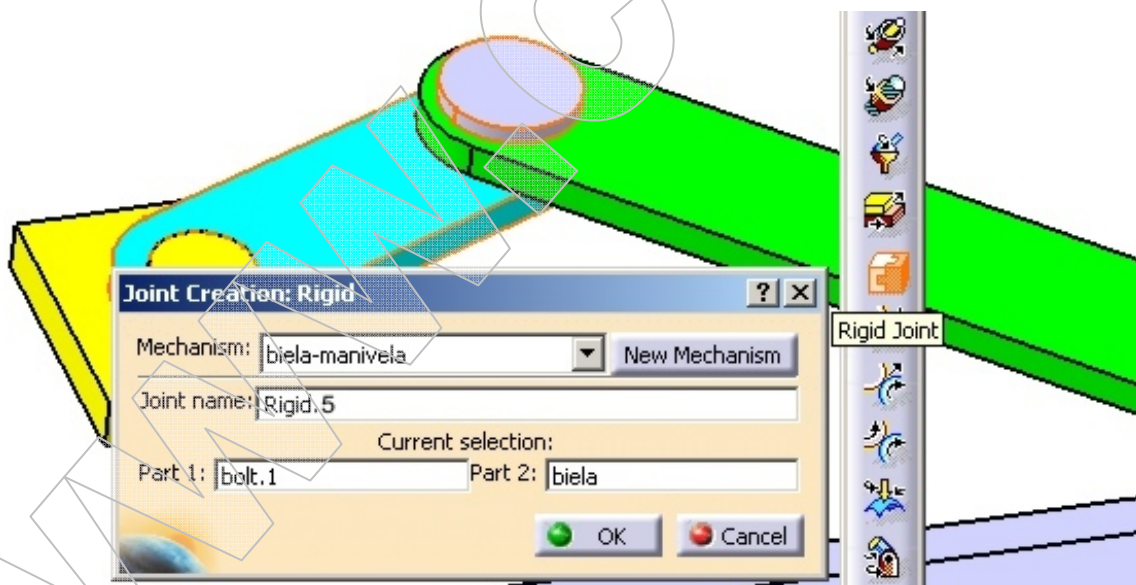 Joint Creation: Rigid ? X
Rigid Joint
Mechanism: biela-manivela New Mechanism
Joint name: Rigid.5
Current selection:
Part 1: bolt.1 Part 2: biela
OK Cancel
WWW.C